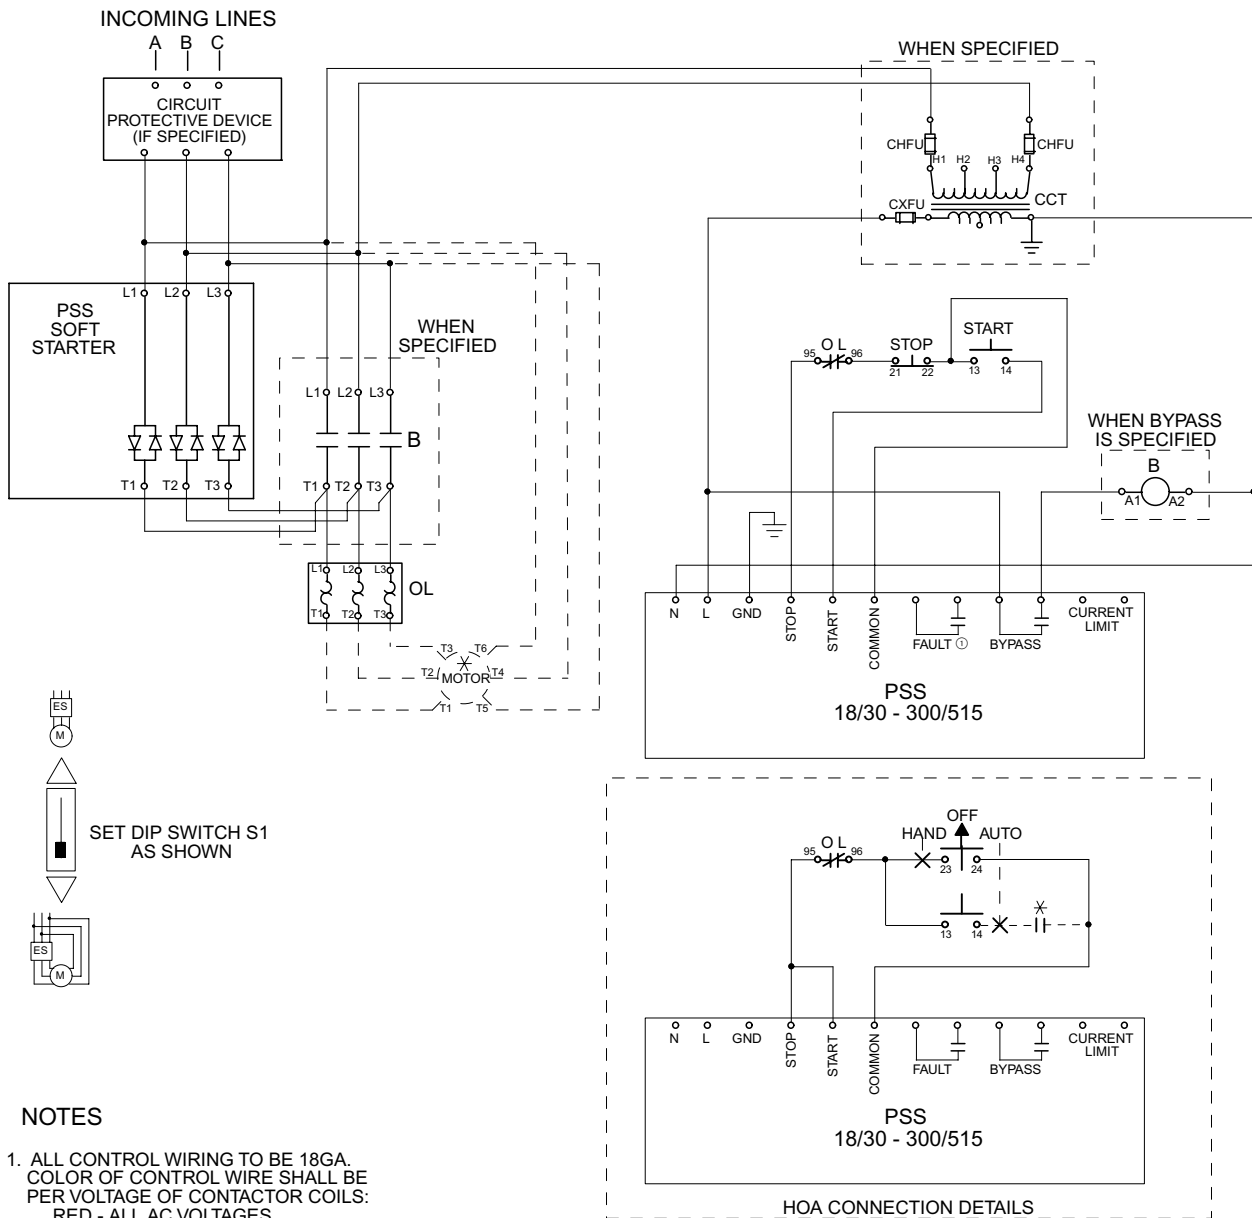 INCOMING LINES
A B C
CIRCUIT
PROTECTIVE DEVICE
(IF SPECIFIED)
WHEN SPECIFIED
CHFU H1 H2 H3 H4 CHFU
CXFU CCT
L1 L2 L3
PSS
SOFT
STARTER
T1 T2 T3
WHEN
SPECIFIED
L1 L2 L3
B
T1 T2 T3
L1 L2 L3
OL
T1 T2 T3
T3 T6
T2 MOTOR T4
T1 T5
START
95 O L 96 STOP
21 22 13 14
WHEN BYPASS
IS SPECIFIED
B
A1 A2
N L GND STOP START COMMON FAULT ① BYPASS CURRENT
LIMIT
PSS
18/30 - 300/515
ES
M
SET DIP SWITCH S1
AS SHOWN
ES
M
OFF
HAND AUTO
95 O L 96
23 24
13 14
N L GND STOP START COMMON FAULT BYPASS CURRENT
LIMIT
PSS
18/30 - 300/515
HOA CONNECTION DETAILS
NOTES
1. ALL CONTROL WIRING TO BE 18GA.
COLOR OF CONTROL WIRE SHALL BE
PER VOLTAGE OF CONTACTOR COILS:
RED - ALL AC VOLTAGES